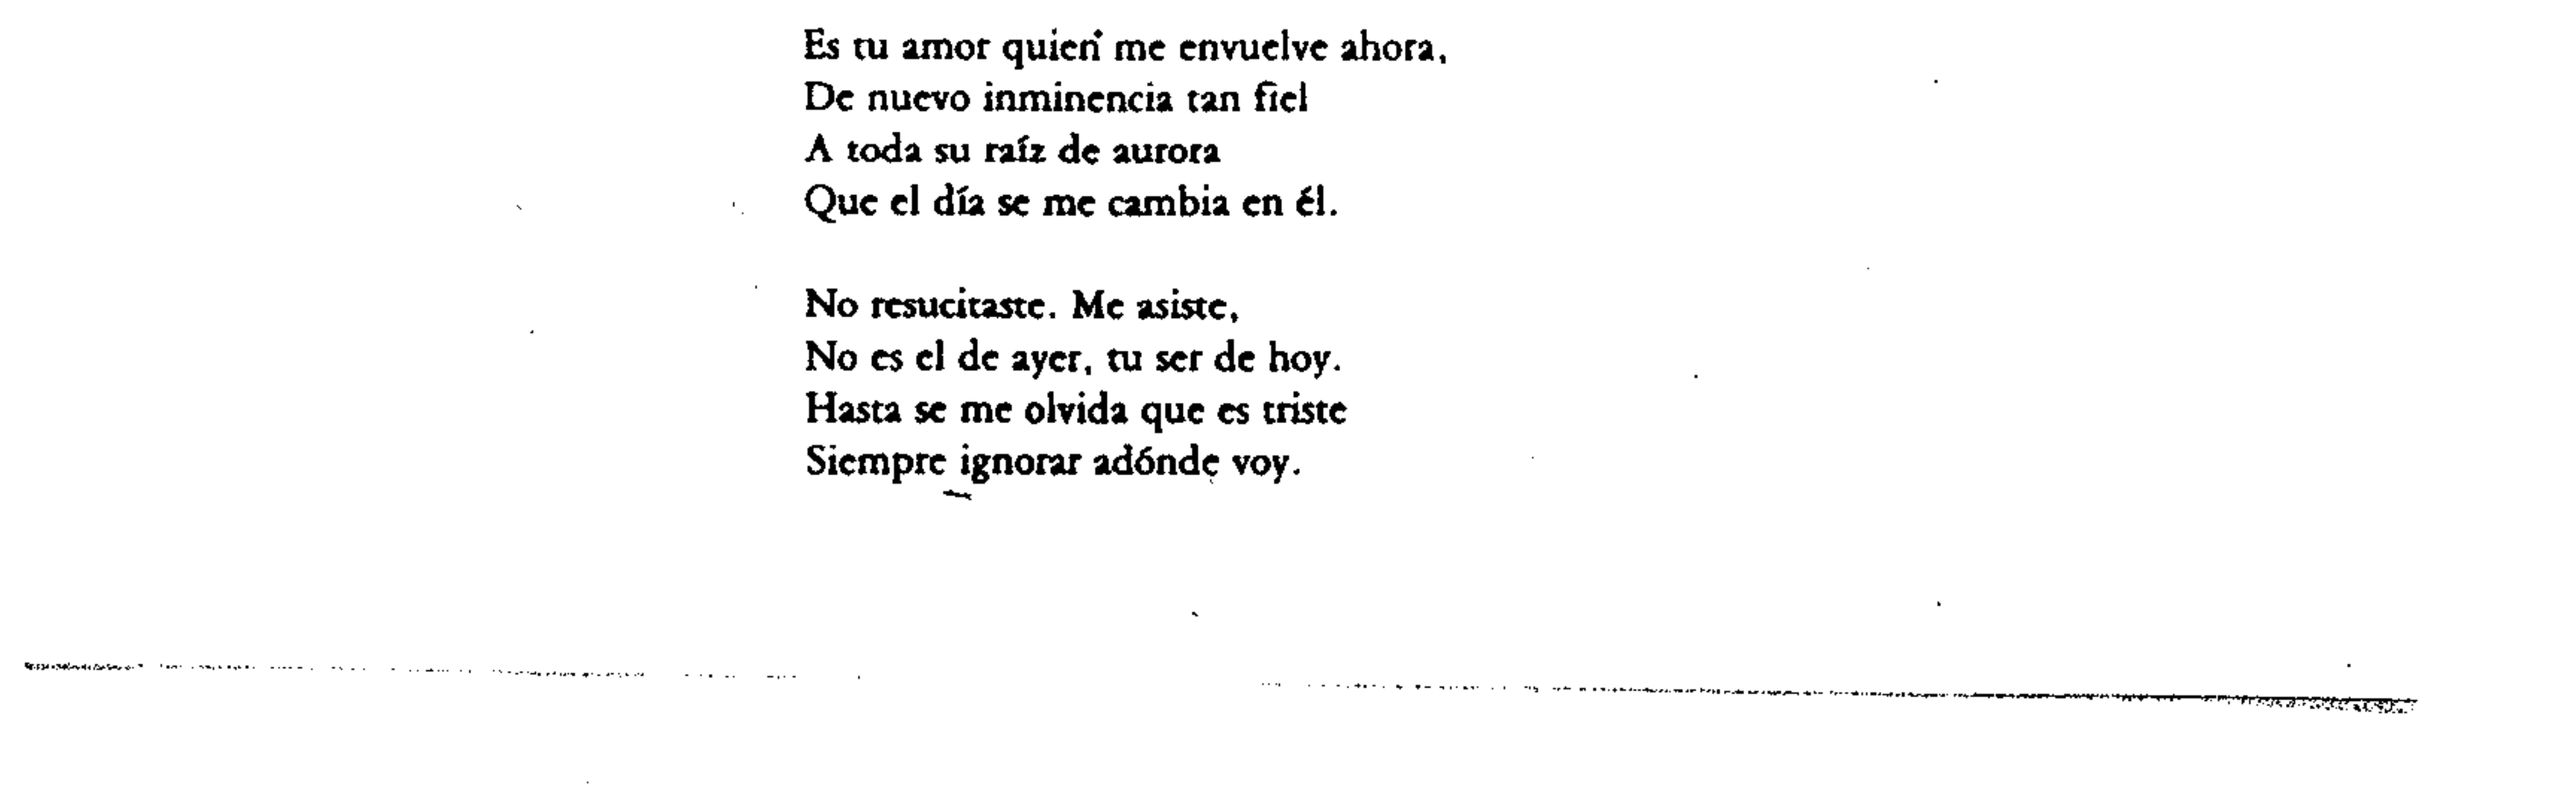 Es tu amor quien me envuelve ahora,
De nuevo inminencia tan fiel
A toda su raíz de aurora
Que el día se me cambia en él.
No resucitaste. Me asiste,
No es el de ayer, tu ser de hoy.
Hasta se me olvida que es triste
Siempre ignorar adónde voy.